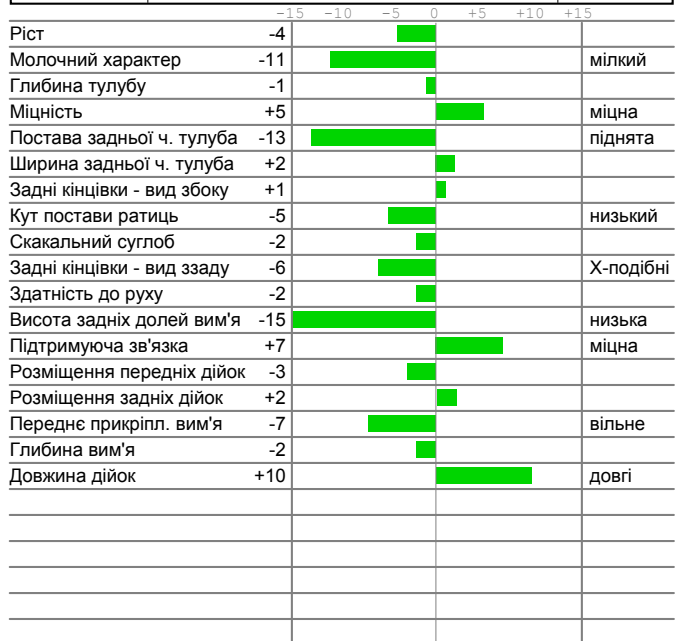 -15 -10 -5 0 +5 +10 +15
Ріст -4
Молочний характер -11 мілкий
Глибина тулубу -1
Міцність +5 міцна
Постава задньої ч. тулуба -13 піднята
Ширина задньої ч. тулуба +2
Задні кінцівки - вид збоку +1
Кут постави ратиць -5 низький
Скакальний суглоб -2
Задні кінцівки - вид ззаду -6 Х-подібні
Здатність до руху -2
Висота задніх долей вим'я -15 низька
Підтримуюча зв'язка +7 міцна
Розміщення передніх дійок -3
Розміщення задніх дійок +2
Переднє прикріпл. вим'я -7 вільне
Глибина вим'я -2
Довжина дійок +10 довгі